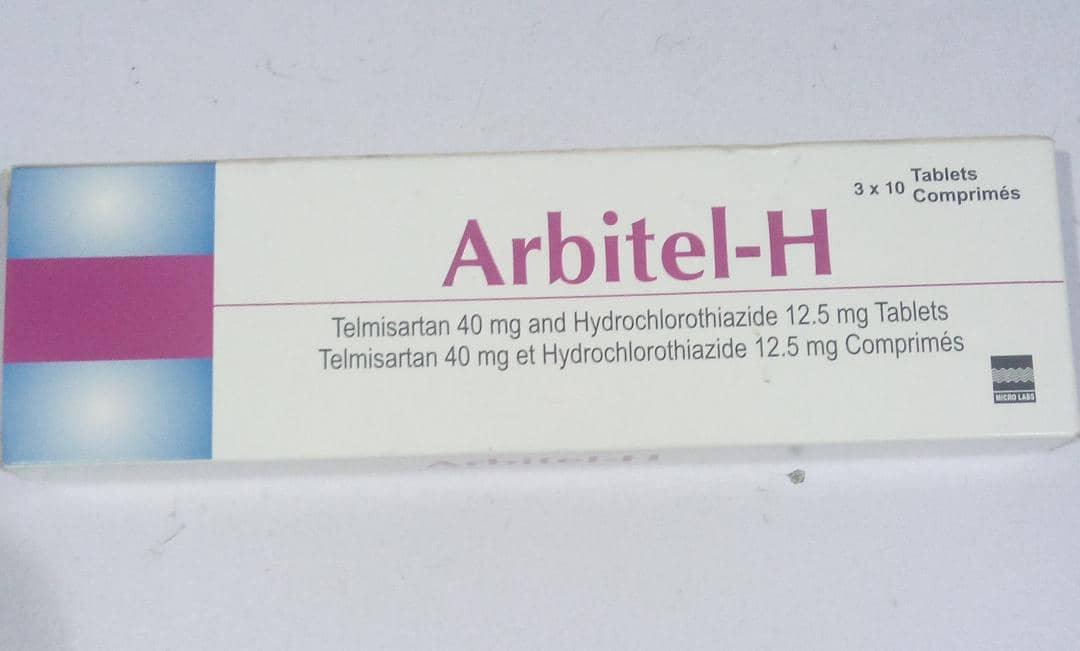 3 x 10 Tablets
Comprimés
Arbitel-H
Telmisartan 40 mg and Hydrochlorothiazide 12.5 mg Tablets
Telmisartan 40 mg et Hydrochlorothiazide 12.5 mg Comprimés
MICRO LABS
Arbitel-H